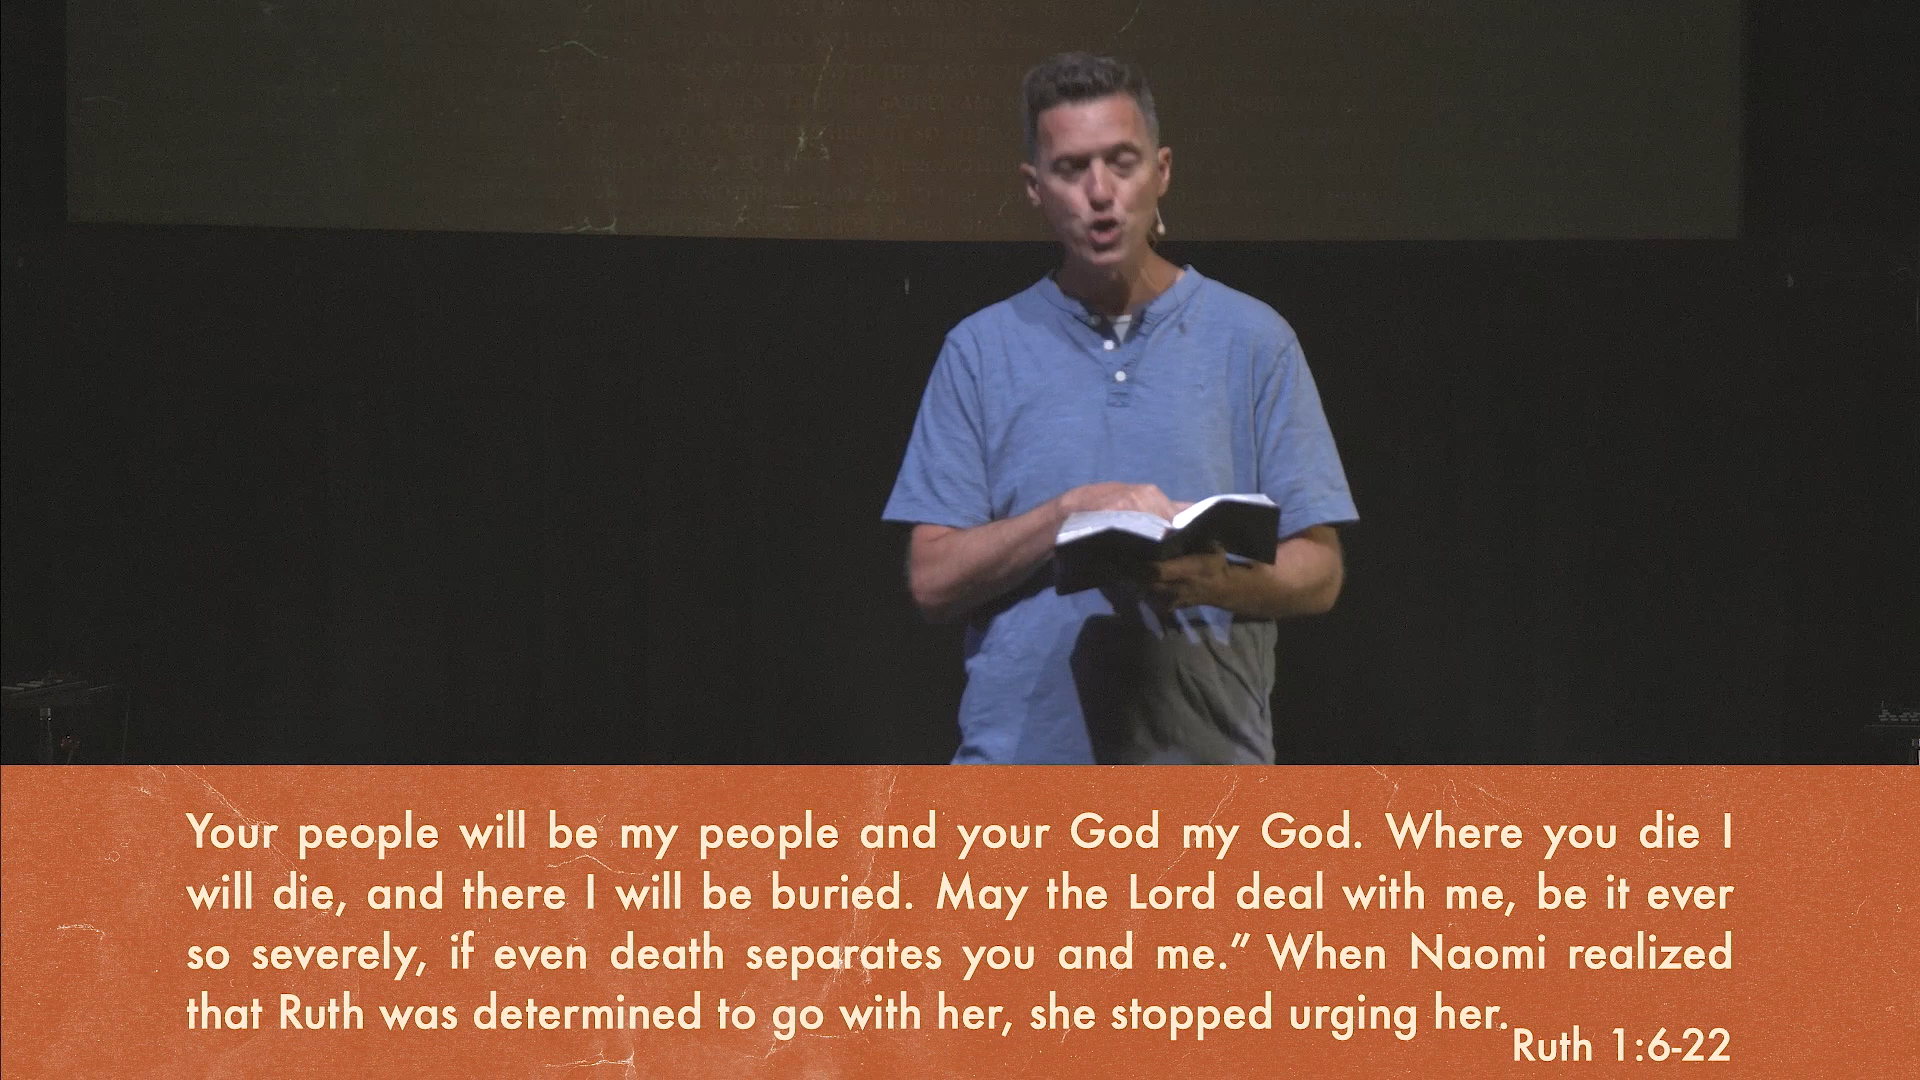 Your people will be my people and your God my God. Where you die I
will die, and there I will be buried. May the Lord deal with me, be it ever
so severely, if even death separates you and me.” When Naomi realized
that Ruth was determined to go with her, she stopped urging her.
Ruth 1:6-22